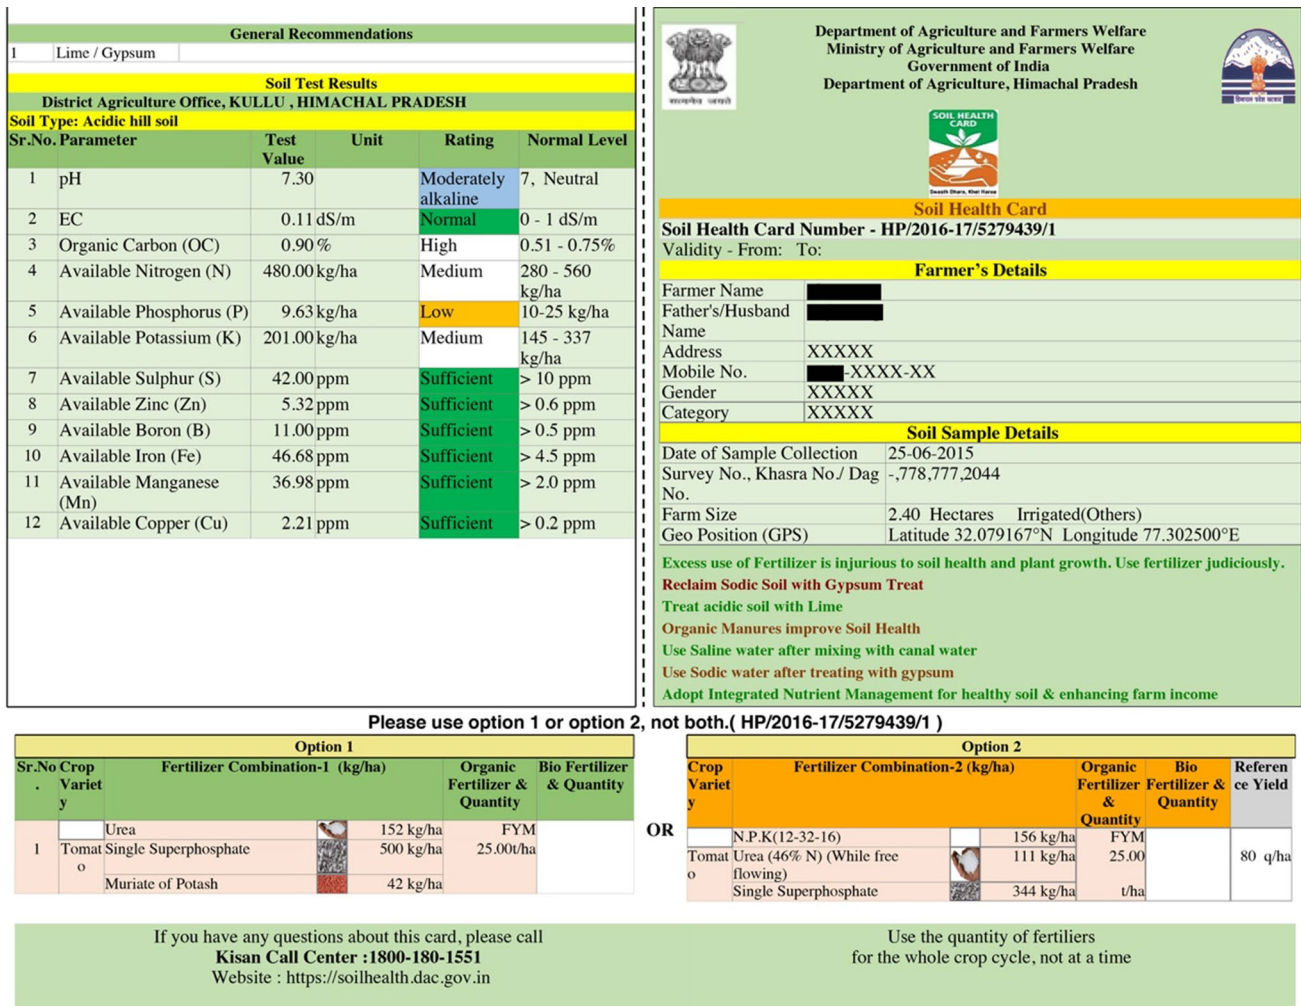 General Recommendations
1 Lime / Gypsum
Soil Test Results
District Agriculture Office, KULLU , HIMACHAL PRADESH
Soil Type: Acidic hill soil
Sr.No. Parameter Test Value Unit Rating Normal Level
1 pH 7.30 Moderately alkaline 7, Neutral
2 EC 0.11 dS/m Normal 0 - 1 dS/m
3 Organic Carbon (OC) 0.90 % High 0.51 - 0.75%
4 Available Nitrogen (N) 480.00 kg/ha Medium 280 - 560 kg/ha
5 Available Phosphorus (P) 9.63 kg/ha Low 10-25 kg/ha
6 Available Potassium (K) 201.00 kg/ha Medium 145 - 337 kg/ha
7 Available Sulphur (S) 42.00 ppm Sufficient > 10 ppm
8 Available Zinc (Zn) 5.32 ppm Sufficient > 0.6 ppm
9 Available Boron (B) 11.00 ppm Sufficient > 0.5 ppm
10 Available Iron (Fe) 46.68 ppm Sufficient > 4.5 ppm
11 Available Manganese (Mn) 36.98 ppm Sufficient > 2.0 ppm
12 Available Copper (Cu) 2.21 ppm Sufficient > 0.2 ppm
सत्यमेव जयते
Department of Agriculture and Farmers Welfare
Ministry of Agriculture and Farmers Welfare
Government of India
Department of Agriculture, Himachal Pradesh
SOIL HEALTH
CARD
Swasth Dhara, Khet Haraa
Soil Health Card
Soil Health Card Number - HP/2016-17/5279439/1
Validity - From: To:
Farmer's Details
Farmer Name
Father's/Husband
Name
Address XXXXX
Mobile No. -XXXX-XX
Gender XXXXX
Category XXXXX
Soil Sample Details
Date of Sample Collection 25-06-2015
Survey No., Khasra No./ Dag No. -,778,777,2044
Farm Size 2.40 Hectares Irrigated(Others)
Geo Position (GPS) Latitude 32.079167°N Longitude 77.302500°E
Excess use of Fertilizer is injurious to soil health and plant growth. Use fertilizer judiciously.
Reclaim Sodic Soil with Gypsum Treat
Treat acidic soil with Lime
Organic Manures improve Soil Health
Use Saline water after mixing with canal water
Use Sodic water after treating with gypsum
Adopt Integrated Nutrient Management for healthy soil & enhancing farm income
Please use option 1 or option 2, not both.( HP/2016-17/5279439/1 )
Option 1
Sr.No. Crop Variety Fertilizer Combination-1 (kg/ha) Organic Fertilizer & Quantity Bio Fertilizer & Quantity
Urea 152 kg/ha FYM
1 Tomato Single Superphosphate 500 kg/ha 25.00t/ha
Muriate of Potash 42 kg/ha
OR
Option 2
Crop Variety Fertilizer Combination-2 (kg/ha) Organic Fertilizer & Quantity Bio Fertilizer & Quantity Reference Yield
N.P.K(12-32-16) 156 kg/ha FYM
Tomato Urea (46% N) (While free flowing) 111 kg/ha 25.00 80 q/ha
Single Superphosphate 344 kg/ha t/ha
If you have any questions about this card, please call
Kisan Call Center :1800-180-1551
Website : https://soilhealth.dac.gov.in
Use the quantity of fertiliers
for the whole crop cycle, not at a time